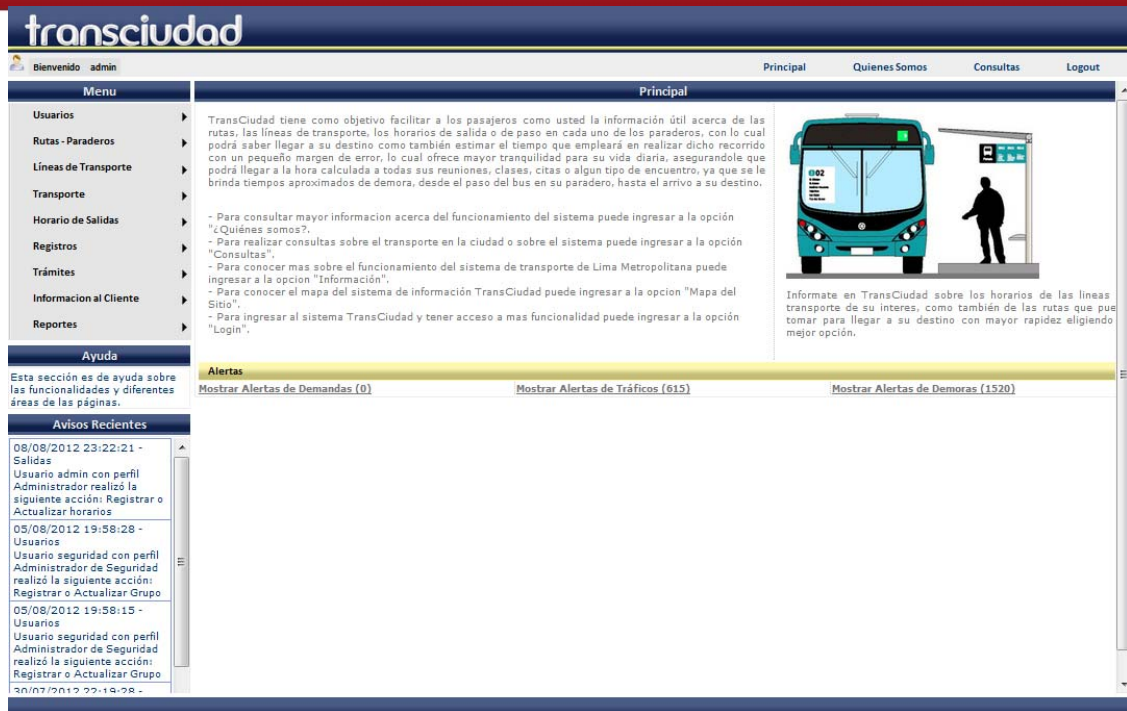 transciudad
Bienvenido admin
Principal
Quienes Somos
Consultas
Logout
Menu
Usuarios
Rutas - Paraderos
Líneas de Transporte
Transporte
Horario de Salidas
Registros
Trámites
Informacion al Cliente
Reportes
Ayuda
Esta sección es de ayuda sobre
las funcionalidades y diferentes
áreas de las páginas.
Avisos Recientes
08/08/2012 23:22:21 -
Salidas
Usuario admin con perfil
Administrador realizó la
siguiente acción: Registrar o
Actualizar horarios
05/08/2012 19:58:28 -
Usuarios
Usuario seguridad con perfil
Administrador de Seguridad
realizó la siguiente acción:
Registrar o Actualizar Grupo
05/08/2012 19:58:15 -
Usuarios
Usuario seguridad con perfil
Administrador de Seguridad
realizó la siguiente acción:
Registrar o Actualizar Grupo
30/07/2012 22:19:28 -
Principal
TransCiudad tiene como objetivo facilitar a los pasajeros como usted la información útil acerca de las
rutas, las líneas de transporte, los horarios de salida o de paso en cada uno de los paraderos, con lo cual
podrá saber llegar a su destino como también estimar el tiempo que empleará en realizar dicho recorrido
con un pequeño margen de error, lo cual ofrece mayor tranquilidad para su vida diaria, asegurandole que
podrá llegar a la hora calculada a todas sus reuniones, clases, citas o algun tipo de encuentro, ya que se le
brinda tiempos aproximados de demora, desde el paso del bus en su paradero, hasta el arrivo a su destino.
- Para consultar mayor informacion acerca del funcionamiento del sistema puede ingresar a la opción
"¿Quiénes somos?.
- Para realizar consultas sobre el transporte en la ciudad o sobre el sistema puede ingresar a la opción
"Consultas".
- Para conocer mas sobre el funcionamiento del sistema de transporte de Lima Metropolitana puede
ingresar a la opcion "Información".
- Para conocer el mapa del sistema de información TransCiudad puede ingresar a la opcion "Mapa del
Sitio".
- Para ingresar al sistema TransCiudad y tener acceso a mas funcionalidad puede ingresar a la opción
"Login".
02
Informate en TransCiudad sobre los horarios de las lineas
transporte de su interes, como también de las rutas que pue
tomar para llegar a su destino con mayor rapidez eligiendo
mejor opción.
Alertas
Mostrar Alertas de Demandas (0)
Mostrar Alertas de Tráficos (615)
Mostrar Alertas de Demoras (1520)